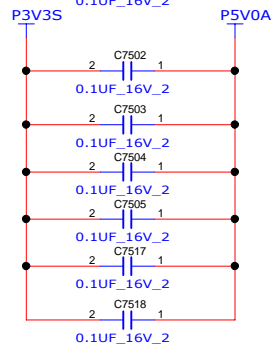 0.1UF_16V_2
P3V3S P5V0A
C7502
2 1
0.1UF_16V_2
C7503
2 1
0.1UF_16V_2
C7504
2 1
0.1UF_16V_2
C7505
2 1
0.1UF_16V_2
C7517
2 1
0.1UF_16V_2
C7518
2 1
0.1UF_16V_2